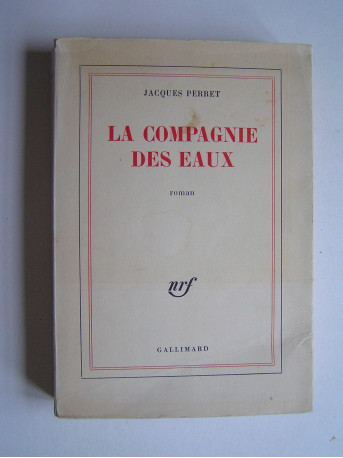 JACQUES PERRET
LA COMPAGNIE
DES EAUX
roman
nrf
GALLIMARD